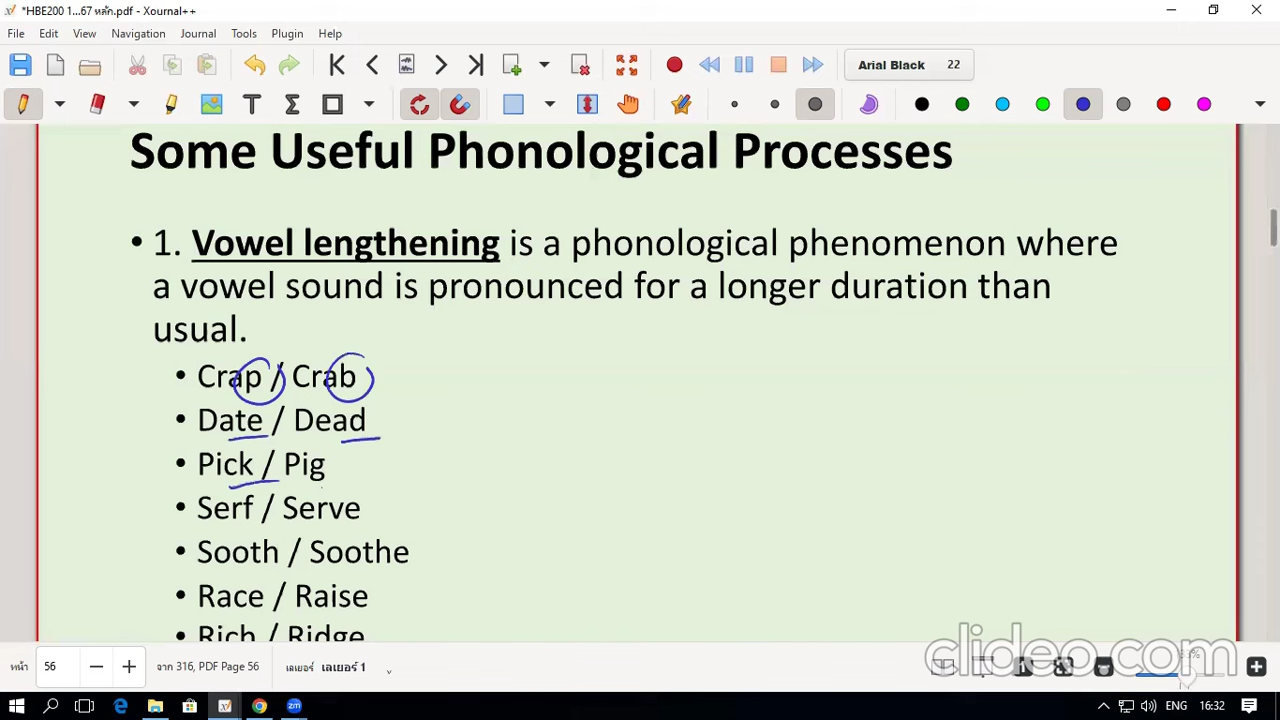 *HBE200 1...67 หลัก.pdf - Xournal++
File Edit View Navigation Journal Tools Plugin Help
Arial Black 22
Some Useful Phonological Processes
• 1. Vowel lengthening is a phonological phenomenon where
a vowel sound is pronounced for a longer duration than
usual.
• Crap / Crab
• Date / Dead
• Pick / Pig
• Serf / Serve
• Sooth / Soothe
• Race / Raise
• Rich / Ridge
clideo.com
หน้า 56 จาก 316, PDF Page 56 เลเยอร์ เลเยอร์ 1
ENG 16:32